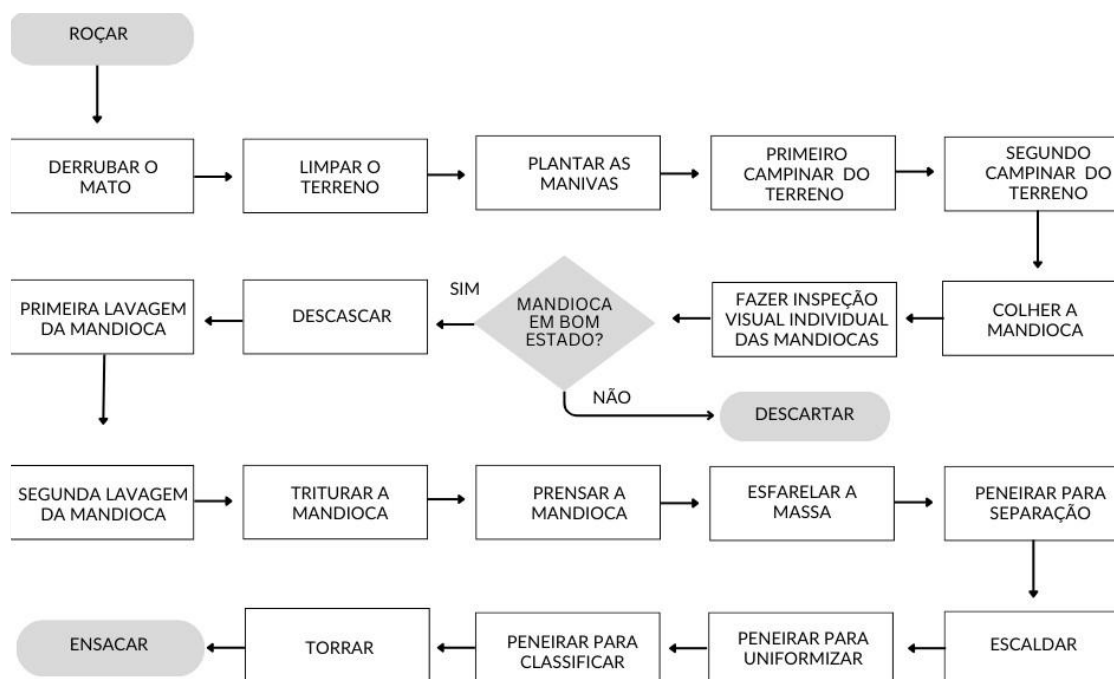 ROÇAR
DERRUBAR O
MATO
LIMPAR O
TERRENO
PLANTAR AS
MANIVAS
PRIMEIRO
CAMPINAR DO
TERRENO
SEGUNDO
CAMPINAR DO
TERRENO
COLHER A
MANDIOCA
FAZER INSPEÇÃO
VISUAL INDIVIDUAL
DAS MANDIOCAS
MANDIOCA
EM BOM
ESTADO?
SIM
NÃO
DESCARTAR
DESCASCAR
PRIMEIRA LAVAGEM
DA MANDIOCA
SEGUNDA LAVAGEM
DA MANDIOCA
TRITURAR A
MANDIOCA
PRENSAR A
MANDIOCA
ESFARELAR A
MASSA
PENEIRAR PARA
SEPARAÇÃO
ESCALDAR
PENEIRAR PARA
UNIFORMIZAR
PENEIRAR PARA
CLASSIFICAR
TORRAR
ENSACAR